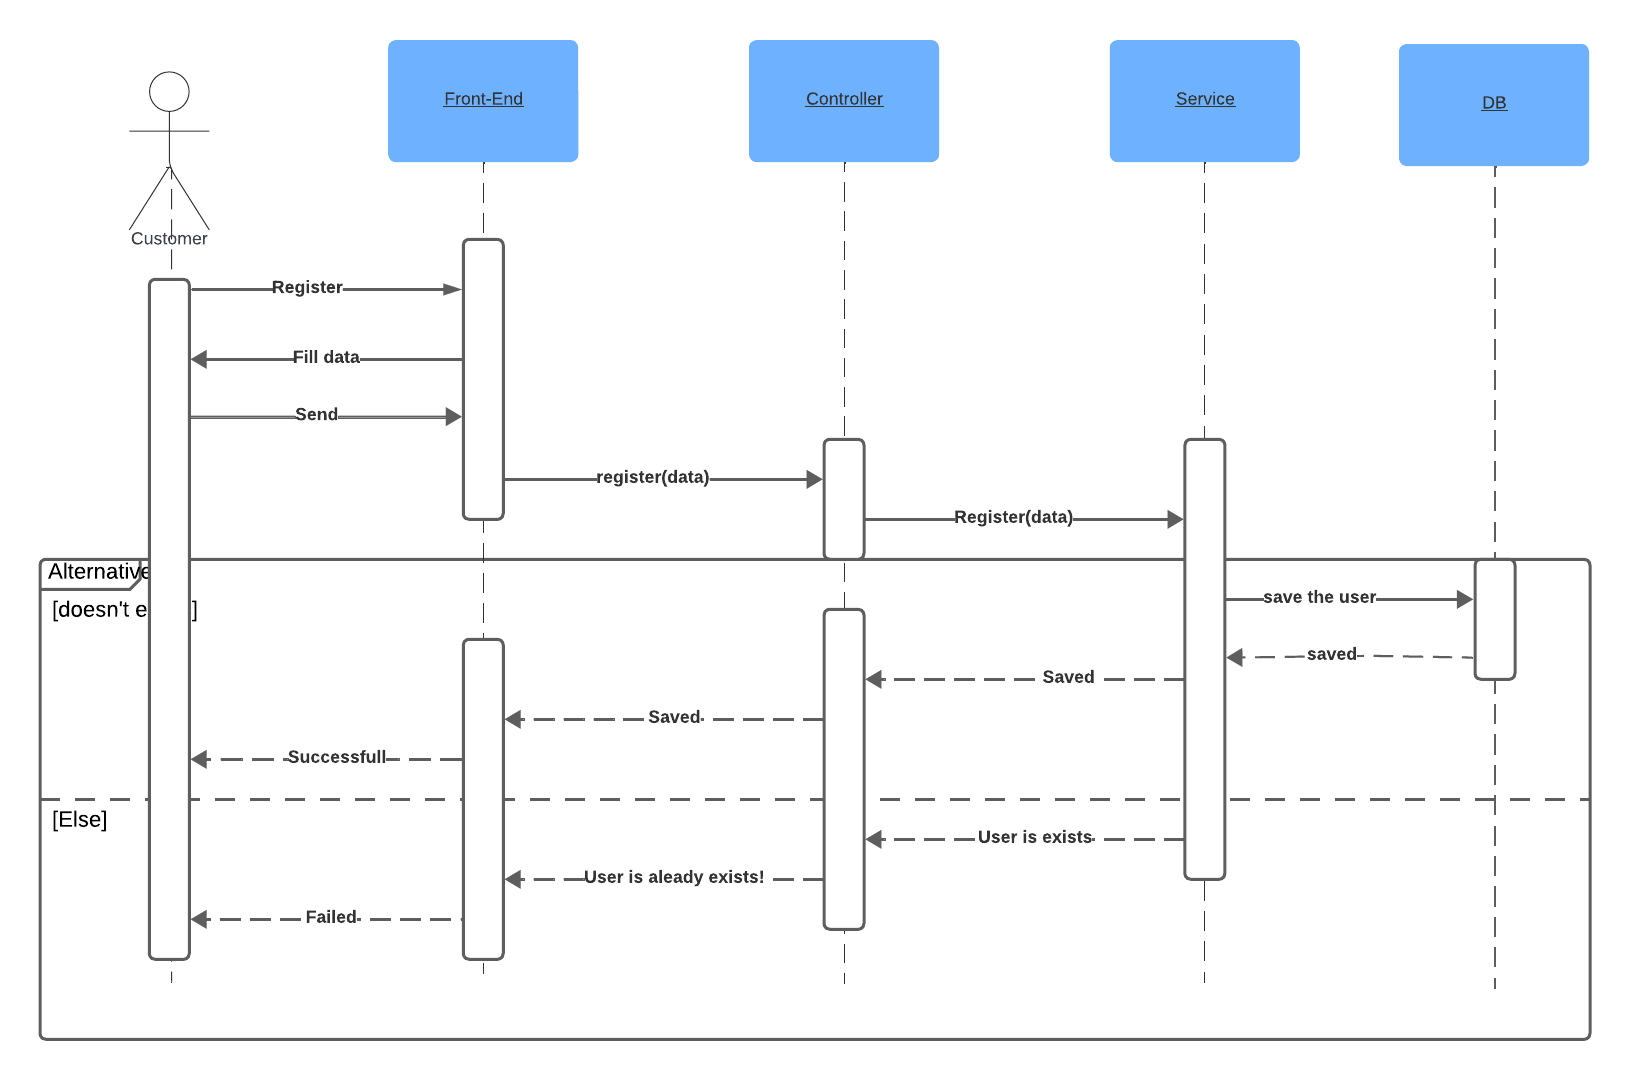 Front-End
Controller
Service
DB
Customer
Register
Fill data
Send
register(data)
Register(data)
Alternative
[doesn't e ]
save the user
saved
Saved
Saved
Successfull
[Else]
User is exists
User is aleady exists!
Failed